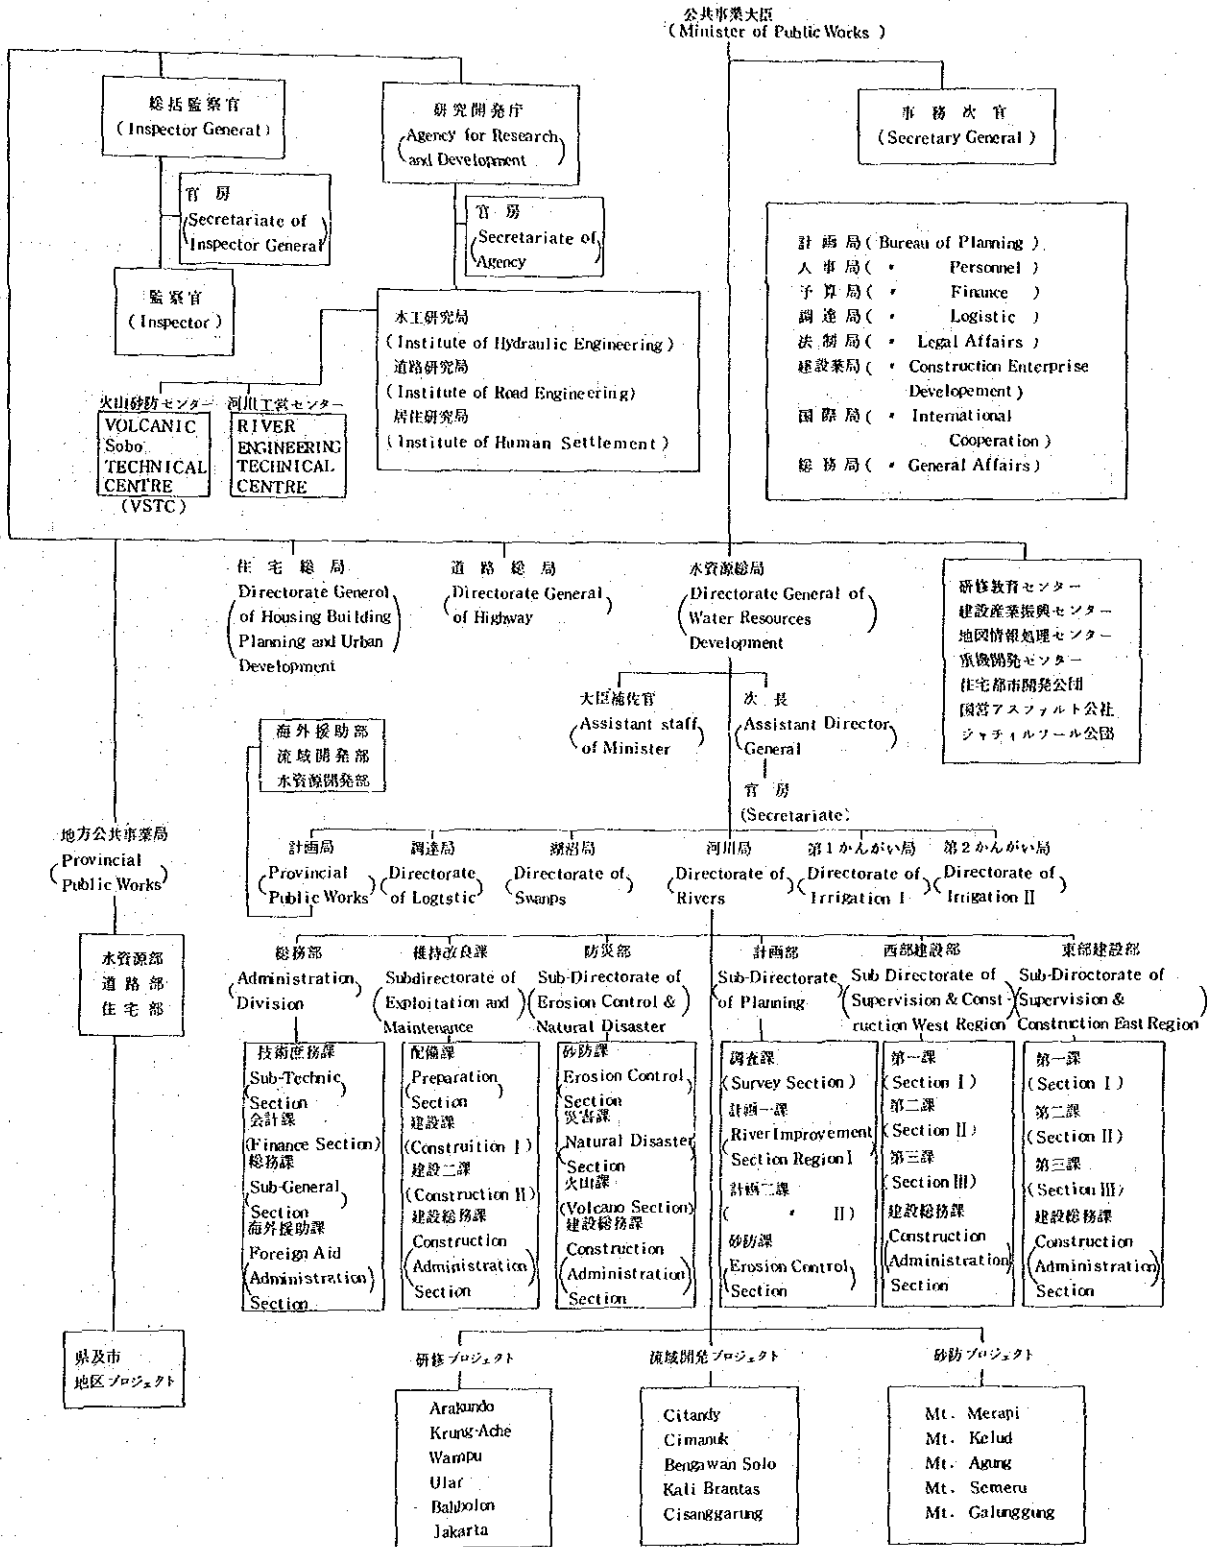 公共事業大臣
(Minister of Public Works)
総括監察官
(Inspector General)
研究開発庁
(Agency for Research
and Development)
事務次官
(Secretary General)
官房
(Secretariate of
Inspector General)
官房
(Secretariate of
Agency)
監察官
(Inspector)
計画局 (Bureau of Planning)
人事局 ( 〃 Personnel)
予算局 ( 〃 Finance)
調達局 ( 〃 Logistic)
法制局 ( 〃 Legal Affairs)
建設業局 ( 〃 Construction Enterprise
Developement)
国際局 ( 〃 International
Cooperation)
総務局 ( 〃 General Affairs)
水工研究局
(Institute of Hydraulic Engineering)
道路研究局
(Institute of Road Engineering)
居住研究局
(Institute of Human Settlement)
火山砂防センター
VOLCANIC
Sobo
TECHNICAL
CENTRE
(VSTC)
河川工営センター
RIVER
ENGINEERING
TECHNICAL
CENTRE
住宅総局
(Directorate Generol
of Housing Building
Planning and Urban
Development)
道路総局
(Directorate General
of Highway)
水資源総局
(Directorate General of
Water Resources
Development)
研修教育センター
建設産業振興センター
地図情報処理センター
重機開発センター
住宅都市開発公団
国営アスファルト公社
ジャティルフール公団
大臣補佐官
(Assistant staff
of Minister)
次長
(Assistant Director
General)
官房
(Secretariate)
海外援助部
流域開発部
水資源開発部
地方公共事業局
(Provincial
Public Works)
計画局
(Provincial
Public Works)
調達局
(Directorate
of Logtstic)
湖沼局
(Directorate of
Swanps)
河川局
(Directorate of
Rivers)
第1かんがい局
(Directorate of
Irrigation I)
第2かんがい局
(Directorate of
Irrigation II)
水資源部
道路部
住宅部
総務部
(Administration
Division)
維持改良課
(Subdirectorate of
Exploitation and
Maintenance)
防災部
(Sub-Directorate of
Erosion Control &
Natural Disaster)
計画部
(Sub-Directorate
of Planning)
西部建設部
(Sub Directorate of
Supervision & Const-
ruction West Region)
東部建設部
(Sub-Diroctorate of
Supervision &
Construction East Region)
技術庶務課
(Sub-Technic
Section)
会計課
(Finance Section)
総務課
(Sub-General
Section)
海外援助課
(Foreign Aid
Administration
Section)
配備課
(Preparation
Section)
建設課
(Construition I)
建設二課
(Construction II)
建設総務課
(Construction
Administration
Section)
砂防課
(Erosion Control
Section)
災害課
(Natural Disaster
Section)
火山課
(Volcano Section)
建設総務課
(Construction
Administration
Section)
調査課
(Survey Section)
計画一課
(River Improvement
Section Region I)
計画二課
( 〃 II)
砂防課
(Erosion Control
Section)
第一課
(Section I)
第二課
(Section II)
第三課
(Section III)
建設総務課
(Construction
Administration
Section)
第一課
(Section I)
第二課
(Section II)
第三課
(Section III)
建設総務課
(Construction
Administration
Section)
県及市
地区プロジェクト
研修プロジェクト
Arakundo
Krung-Ache
Wampu
Ular
Bahbolon
Jakarta
流域開発プロジェクト
Citandy
Cimanuk
Bengawan Solo
Kali Brantas
Cisanggarung
砂防プロジェクト
Mt. Merapi
Mt. Kelud
Mt. Agung
Mt. Semeru
Mt. Galunggung